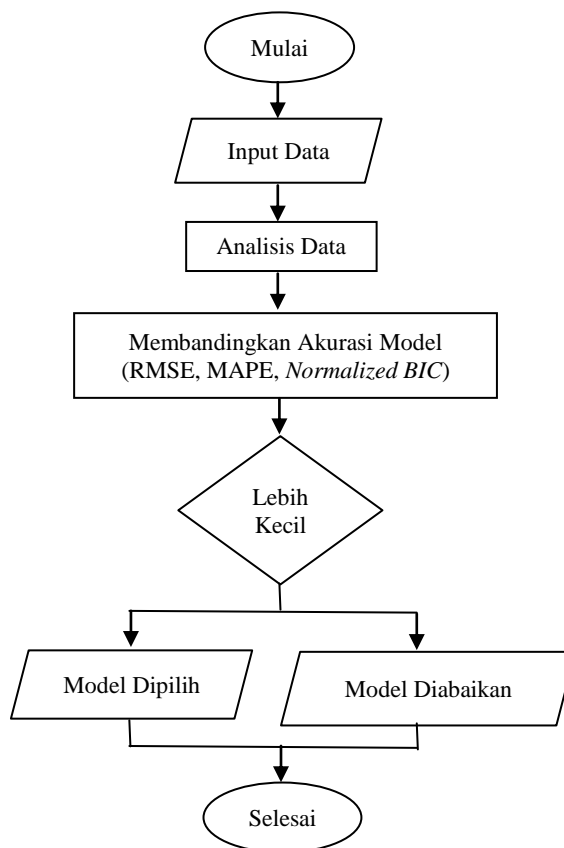 Mulai
Input Data
Analisis Data
Membandingkan Akurasi Model
(RMSE, MAPE, Normalized BIC)
Lebih
Kecil
Model Dipilih
Model Diabaikan
Selesai